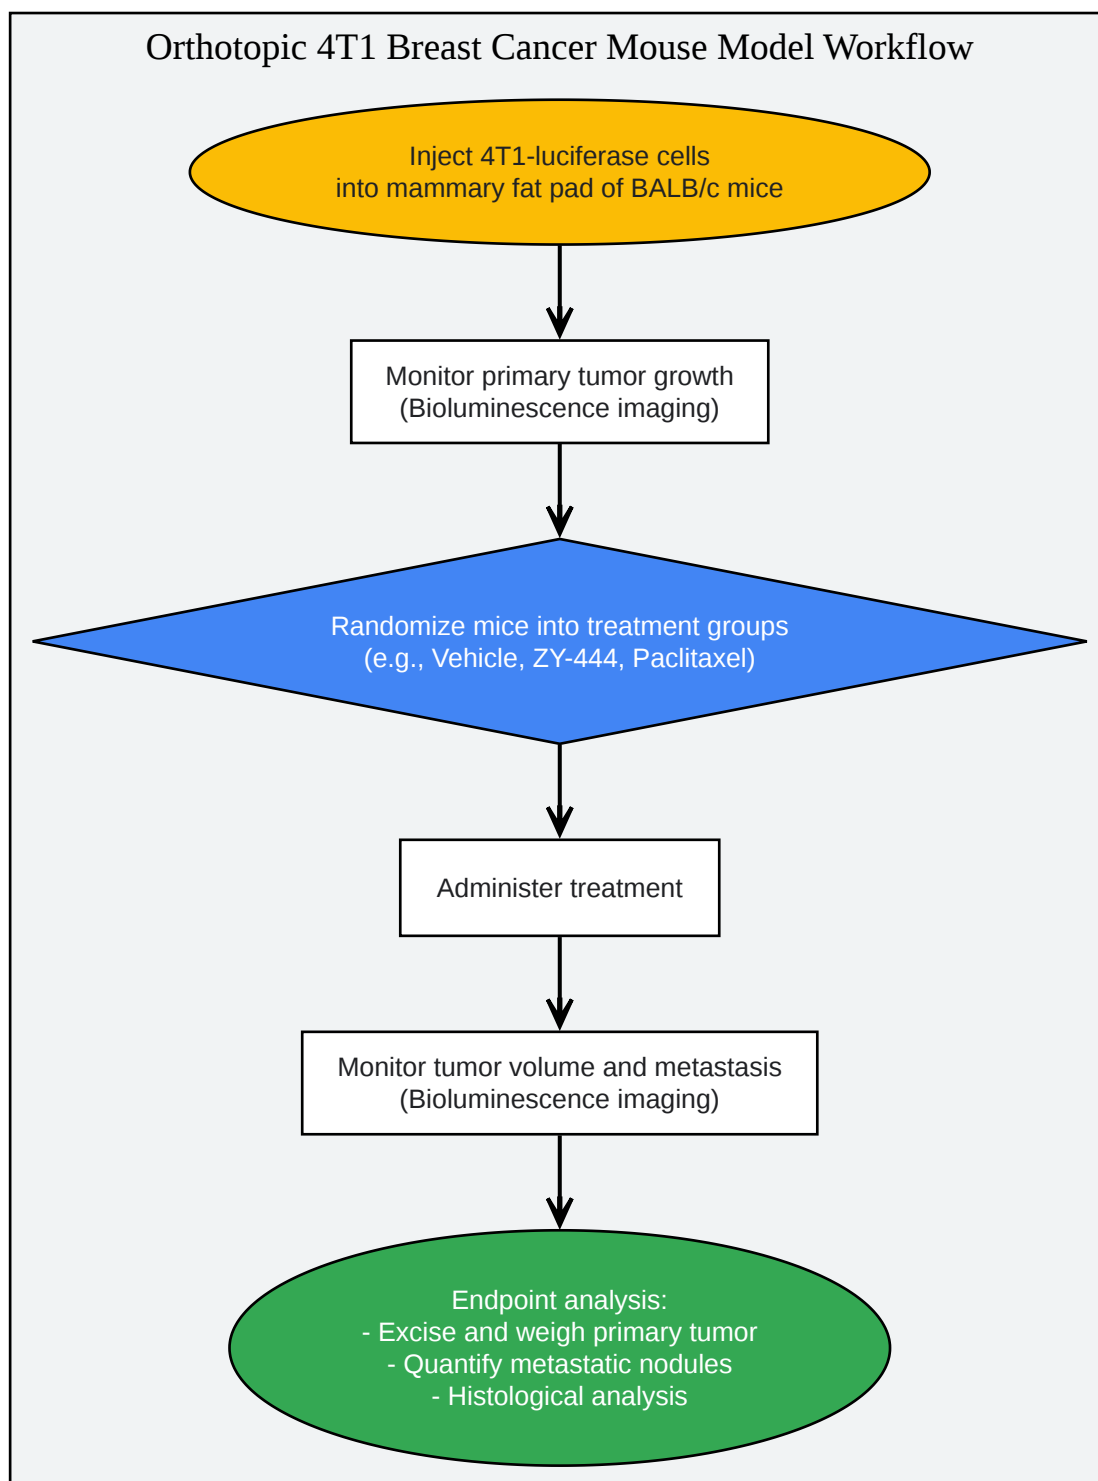 Orthotopic 4T1 Breast Cancer Mouse Model Workflow
Inject 4T1-luciferase cells
into mammary fat pad of BALB/c mice
Monitor primary tumor growth
(Bioluminescence imaging)
Randomize mice into treatment groups
(e.g., Vehicle, ZY-444, Paclitaxel)
Administer treatment
Monitor tumor volume and metastasis
(Bioluminescence imaging)
Endpoint analysis:
- Excise and weigh primary tumor
- Quantify metastatic nodules
- Histological analysis